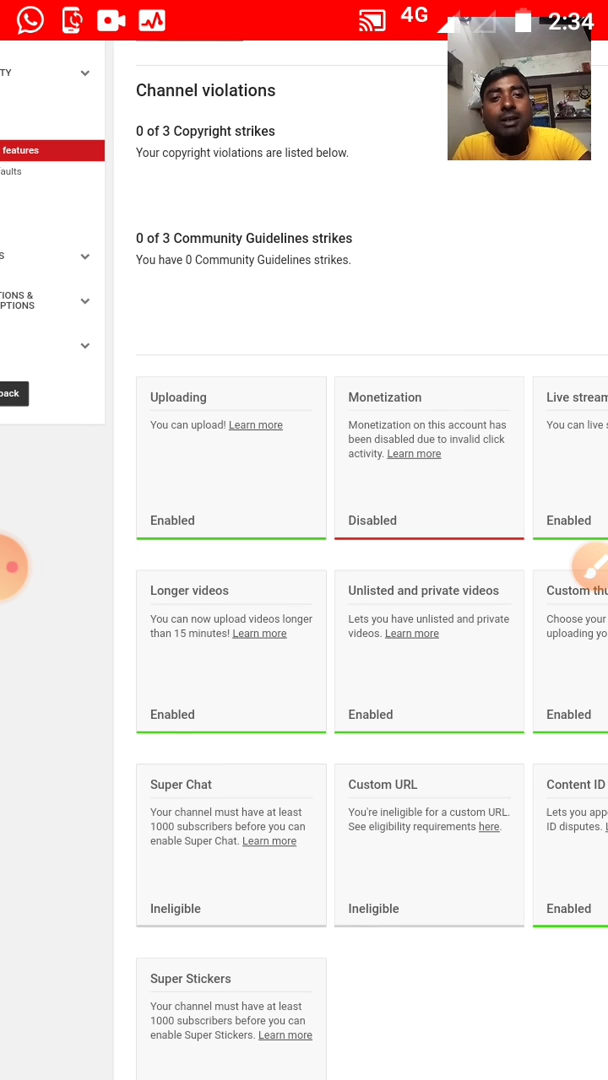 4G
2:34
TY
features
aults
S
TIONS &
PTIONS
back
Channel violations
0 of 3 Copyright strikes
Your copyright violations are listed below.
0 of 3 Community Guidelines strikes
You have 0 Community Guidelines strikes.
Uploading
You can upload! Learn more
Enabled
Monetization
Monetization on this account has
been disabled due to invalid click
activity. Learn more
Disabled
Live stream
You can live s
Enabled
Longer videos
You can now upload videos longer
than 15 minutes! Learn more
Enabled
Unlisted and private videos
Lets you have unlisted and private
videos. Learn more
Enabled
Custom thu
Choose your
uploading yo
Enabled
Super Chat
Your channel must have at least
1000 subscribers before you can
enable Super Chat. Learn more
Ineligible
Custom URL
You're ineligible for a custom URL.
See eligibility requirements here.
Ineligible
Content ID
Lets you app
ID disputes. L
Enabled
Super Stickers
Your channel must have at least
1000 subscribers before you can
enable Super Stickers. Learn more